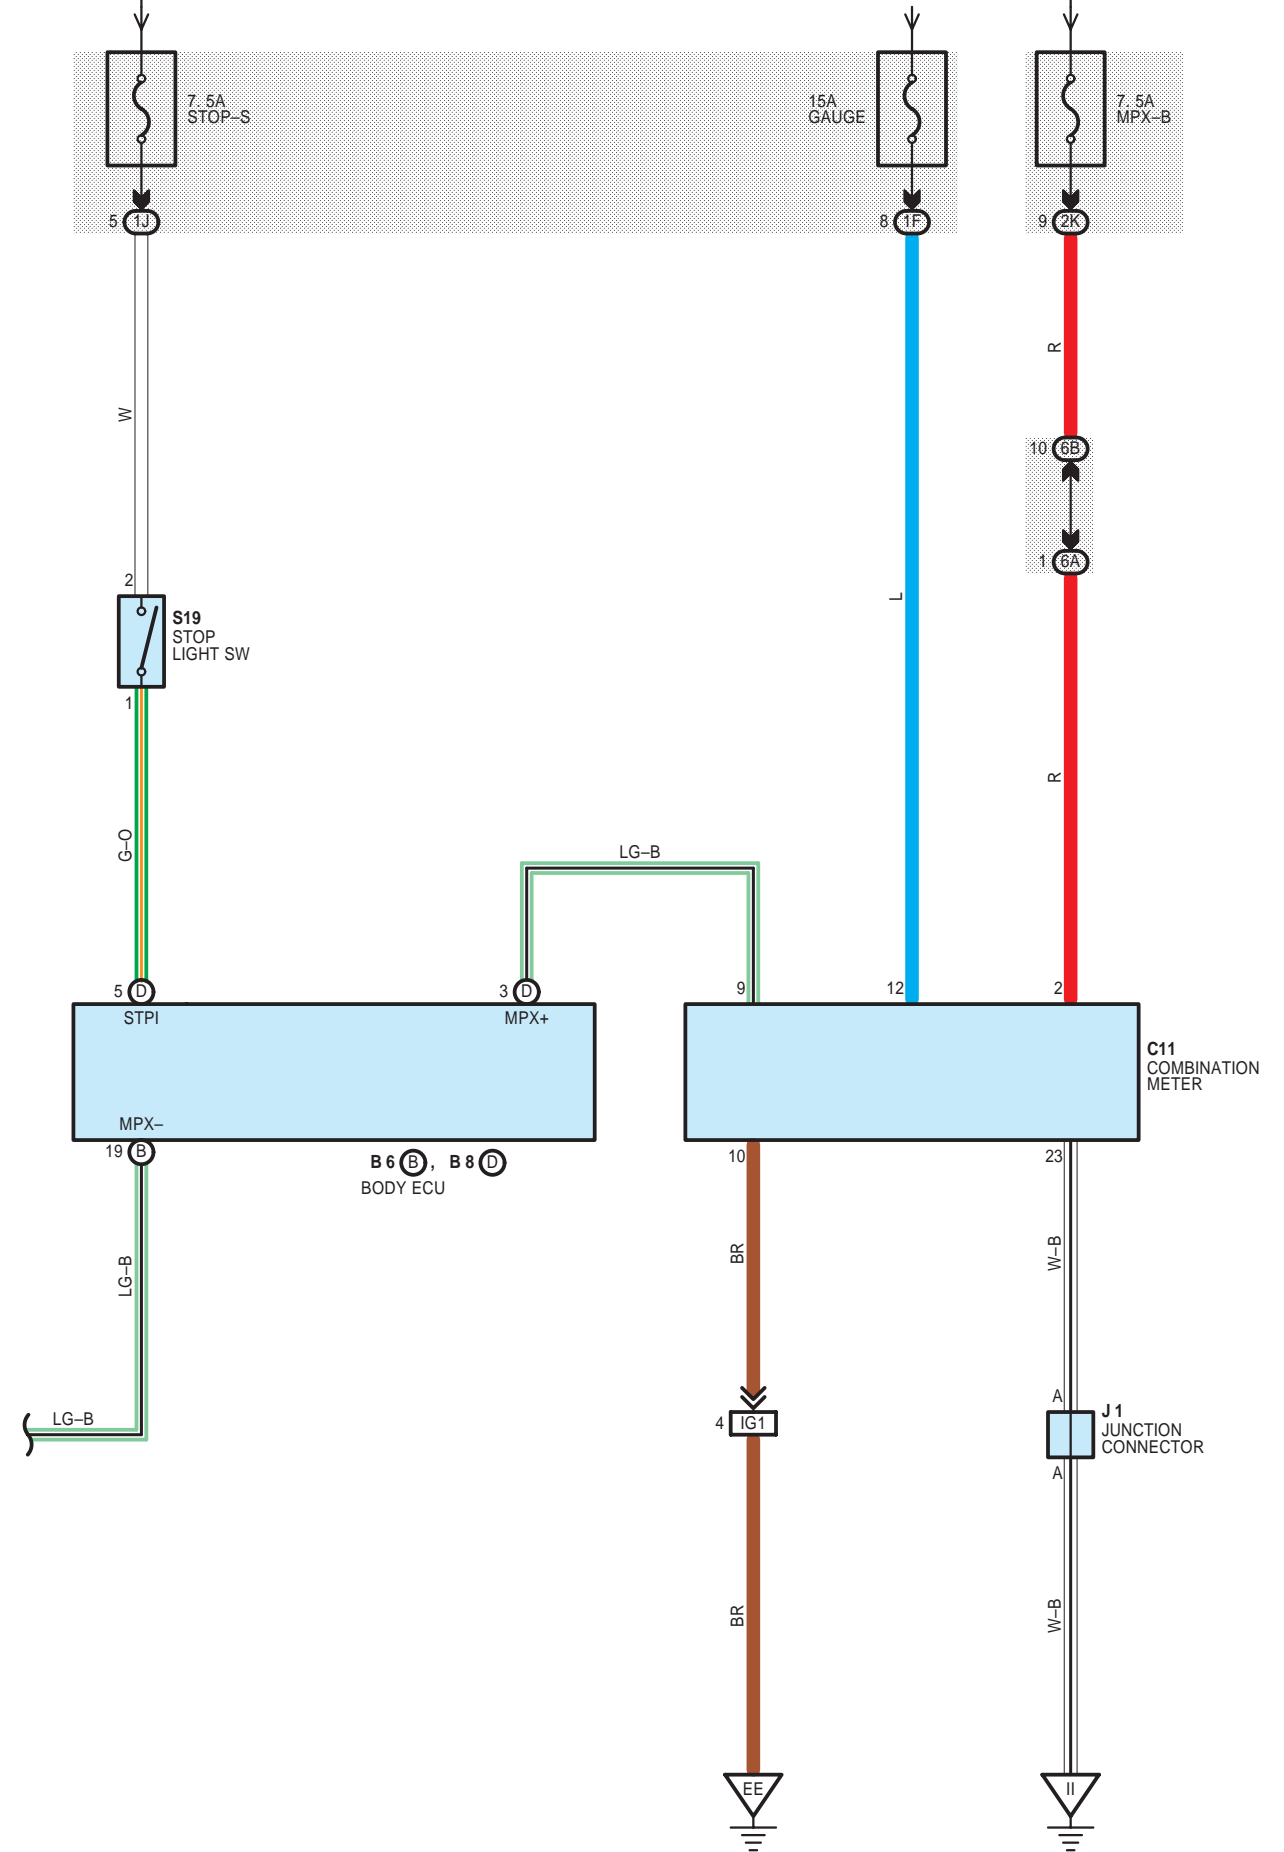 7. 5A
STOP–S
15A
GAUGE
7. 5A
MPX–B
5 1J
8 1F
9 2K
R
W
10 6B
1 6A
2
S19
STOP
LIGHT SW
L
1
R
G–O
LG–B
5 D
3 D
9
12
2
STPI
MPX+
C11
COMBINATION
METER
MPX–
19 B
B 6 B , B 8 D
BODY ECU
10
23
LG–B
BR
W–B
LG–B
A
4 IG1
J 1
JUNCTION
CONNECTOR
A
BR
W–B
EE
II